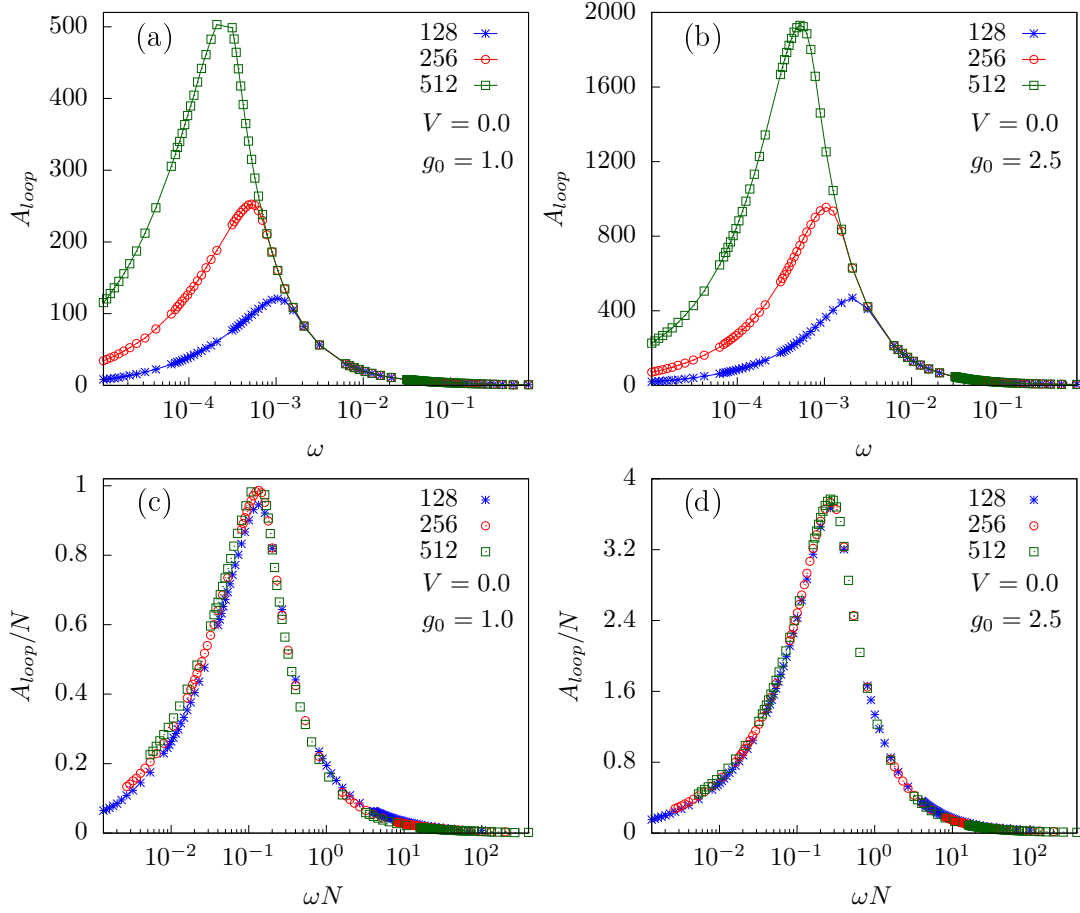 (a)
128
256
512
V = 0.0
g₀ = 1.0
A_loop
500
400
300
200
100
0
10⁻⁴ 10⁻³ 10⁻² 10⁻¹
ω
(b)
128
256
512
V = 0.0
g₀ = 2.5
A_loop
2000
1600
1200
800
400
0
10⁻⁴ 10⁻³ 10⁻² 10⁻¹
ω
(c)
128
256
512
V = 0.0
g₀ = 1.0
A_loop/N
1
0.8
0.6
0.4
0.2
0
10⁻² 10⁻¹ 10⁰ 10¹ 10²
ωN
(d)
128
256
512
V = 0.0
g₀ = 2.5
A_loop/N
4
3.2
2.4
1.6
0.8
0
10⁻² 10⁻¹ 10⁰ 10¹ 10²
ωN